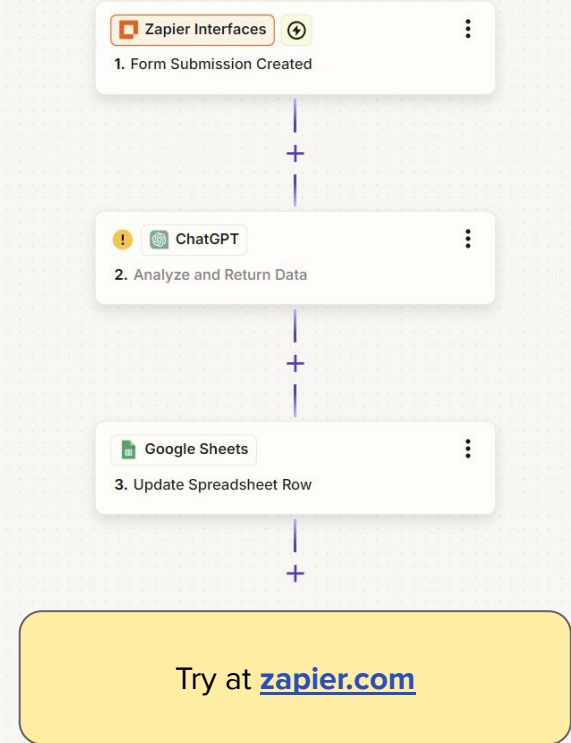 Zapier Interfaces
1. Form Submission Created
ChatGPT
2. Analyze and Return Data
Google Sheets
3. Update Spreadsheet Row
Try at zapier.com